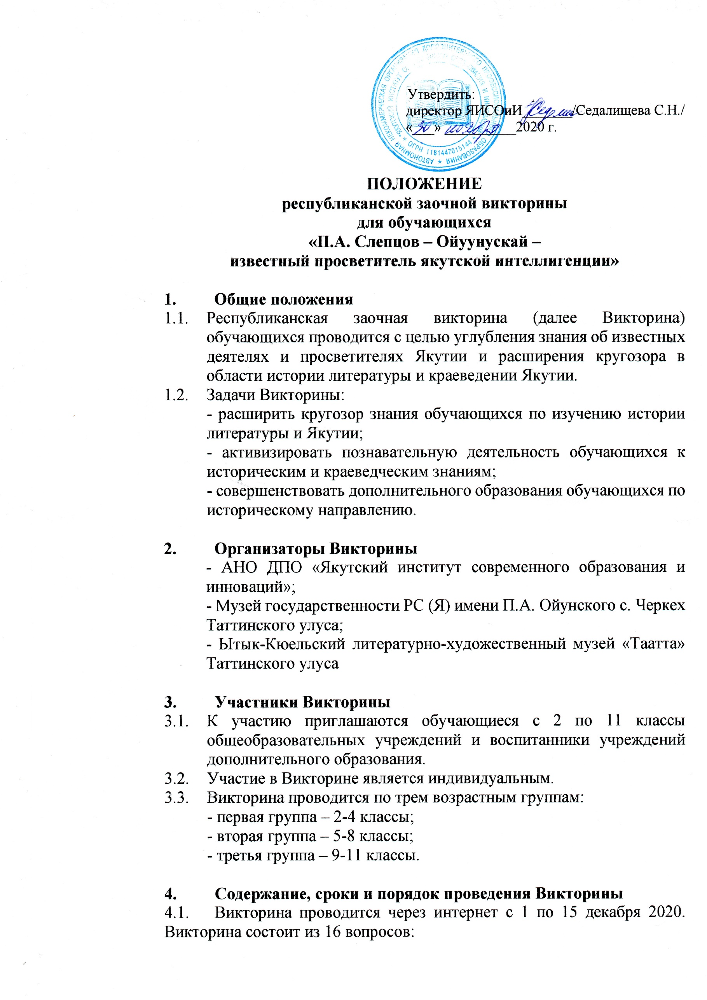 АВТОНОМНАЯ НЕКОММЕРЧЕСКАЯ ОРГАНИЗАЦИЯ ДОПОЛНИТЕЛЬНОГО ПРОФЕССИОНАЛЬНОГО ОБРАЗОВАНИЯ *
ОГРН 1181447015144 *
Утвердить:
директор ЯИСОиИ ______/Седалищева С.Н./
«30» ноября 2020 г.
ПОЛОЖЕНИЕ
республиканской заочной викторины
для обучающихся
«П.А. Слепцов – Ойуунускай –
известный просветитель якутской интеллигенции»
1. Общие положения
1.1. Республиканская заочная викторина (далее Викторина)
обучающихся проводится с целью углубления знания об известных
деятелях и просветителях Якутии и расширения кругозора в
области истории литературы и краеведении Якутии.
1.2. Задачи Викторины:
- расширить кругозор знания обучающихся по изучению истории
литературы и Якутии;
- активизировать познавательную деятельность обучающихся к
историческим и краеведческим знаниям;
- совершенствовать дополнительного образования обучающихся по
историческому направлению.
2. Организаторы Викторины
- АНО ДПО «Якутский институт современного образования и
инноваций»;
- Музей государственности РС (Я) имени П.А. Ойунского с. Черкех
Таттинского улуса;
- Ытык-Кюельский литературно-художественный музей «Таатта»
Таттинского улуса
3. Участники Викторины
3.1. К участию приглашаются обучающиеся с 2 по 11 классы
общеобразовательных учреждений и воспитанники учреждений
дополнительного образования.
3.2. Участие в Викторине является индивидуальным.
3.3. Викторина проводится по трем возрастным группам:
- первая группа – 2-4 классы;
- вторая группа – 5-8 классы;
- третья группа – 9-11 классы.
4. Содержание, сроки и порядок проведения Викторины
4.1. Викторина проводится через интернет с 1 по 15 декабря 2020.
Викторина состоит из 16 вопросов: